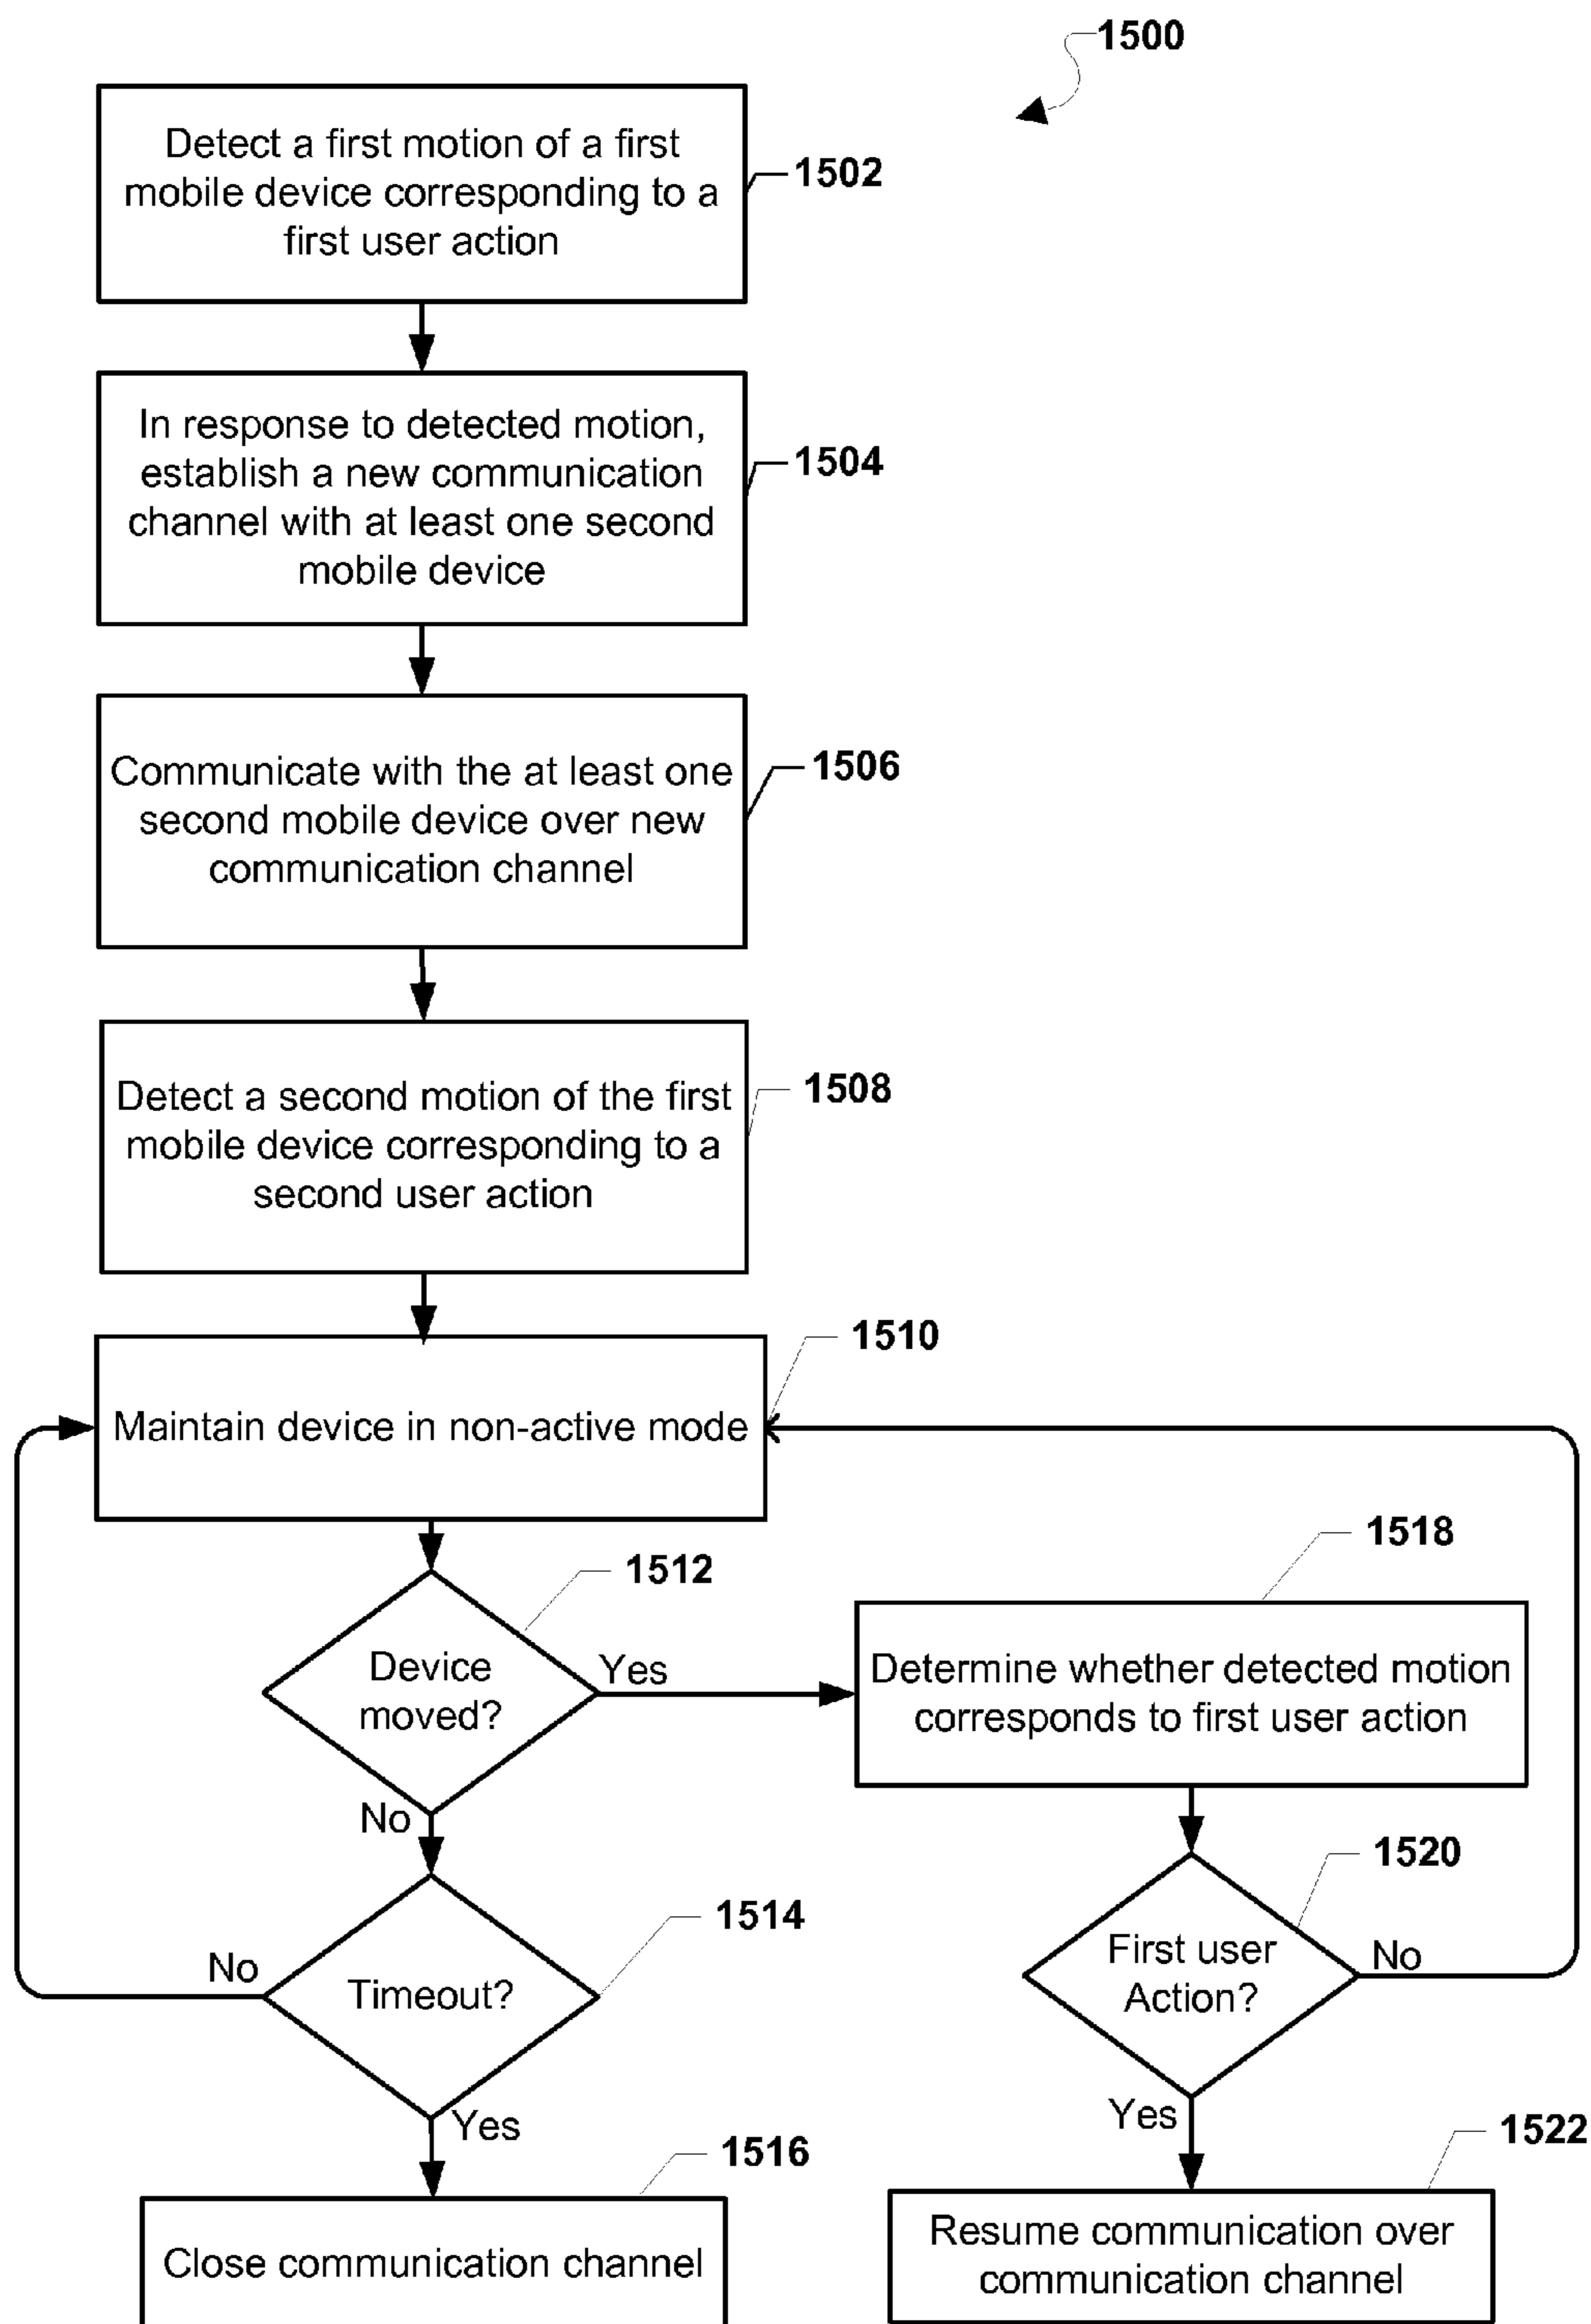 1500
Detect a first motion of a first
mobile device corresponding to a
first user action
1502
In response to detected motion,
establish a new communication
channel with at least one second
mobile device
1504
Communicate with the at least one
second mobile device over new
communication channel
1506
Detect a second motion of the first
mobile device corresponding to a
second user action
1508
Maintain device in non-active mode
1510
Device
moved?
1512
Yes
No
Determine whether detected motion
corresponds to first user action
1518
Timeout?
1514
No
Yes
First user
Action?
1520
No
Yes
Close communication channel
1516
Resume communication over
communication channel
1522